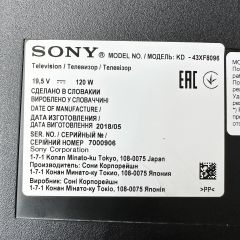 SONY MODEL NO. / МОДЕЛЬ: KD -43XF8096
Television / Телевизор / Телевізор
19,5 V ⎓ 120 W
СДЕЛАНО В СЛОВАКИИ
ВИРОБЛЕНО У СЛОВАЧЧИНІ
DATE OF MANUFACTURE /
ДАТА ИЗГОТОВЛЕНИЯ /
ДАТА ВИГОТОВЛЕННЯ 2018/05
SER. NO. / СЕРИЙНЫЙ № /
СЕРІЙНИЙ № 7000906
Sony Corporation
1-7-1 Konan Minato-ku Tokyo, 108-0075 Japan
Производитель: Сони Корпорейшн
1-7-1 Конан Минато-ку Токио, 108-0075 Япония
Виробник: Соні Корпорейшн
1-7-1 Конан Мінато-ку Токіо, 108-0075 Японія
EAC
>PP<